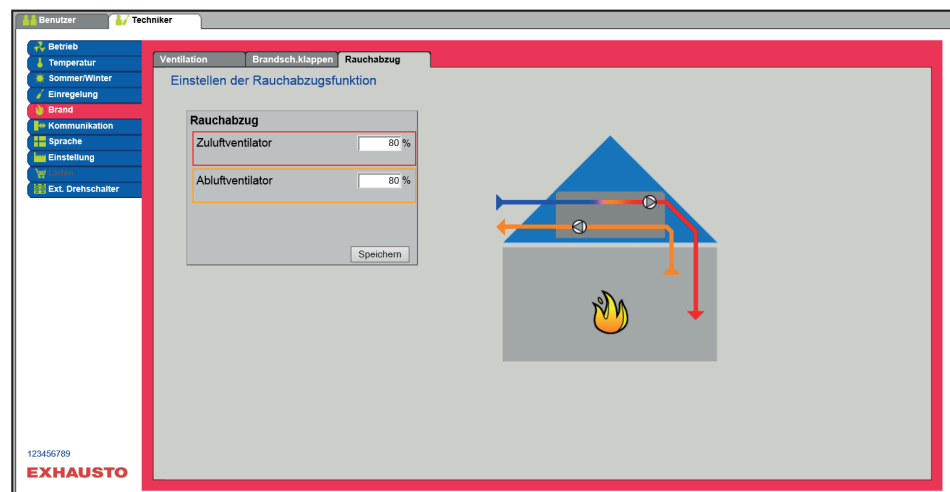 Benutzer
Techniker
Betrieb
Temperatur
Sommer/Winter
Einregelung
Brand
Kommunikation
Sprache
Einstellung
Laden
Ext. Drehschalter
Ventilation
Brandsch.klappen
Rauchabzug
Einstellen der Rauchabzugsfunktion
Rauchabzug
Zuluftventilator 80 %
Abluftventilator 80 %
Speichern
123456789
EXHAUSTO